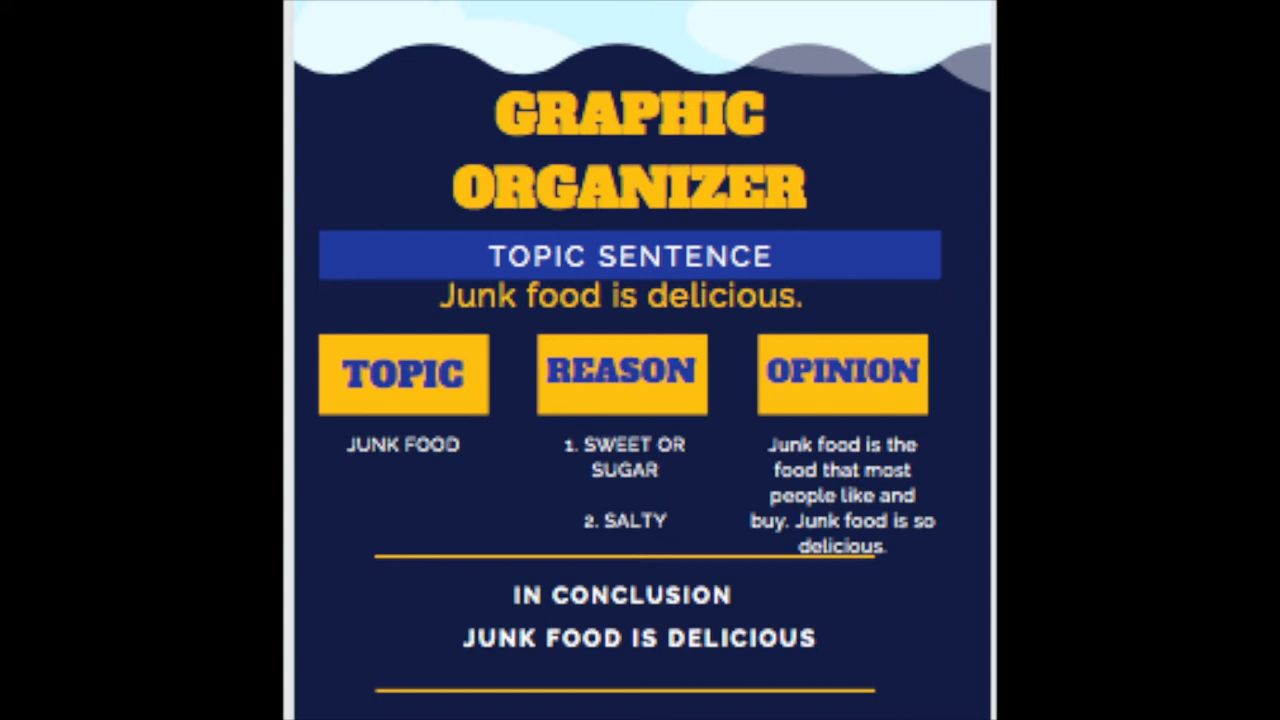 GRAPHIC
ORGANIZER
TOPIC SENTENCE
Junk food is delicious.
TOPIC
JUNK FOOD
REASON
1. SWEET OR
SUGAR
2. SALTY
OPINION
Junk food is the
food that most
people like and
buy. Junk food is so
delicious.
IN CONCLUSION
JUNK FOOD IS DELICIOUS